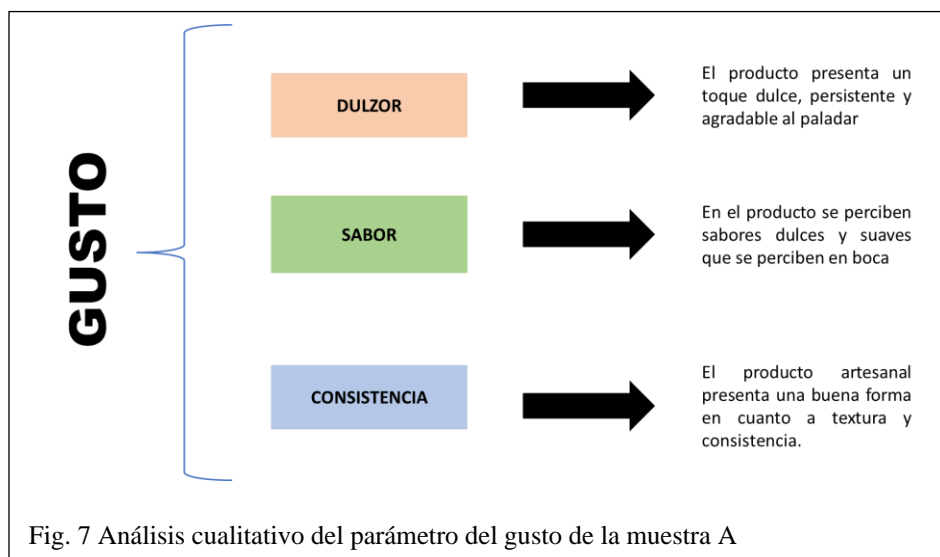 GUSTO
DULZOR
El producto presenta un
toque dulce, persistente y
agradable al paladar
SABOR
En el producto se perciben
sabores dulces y suaves
que se perciben en boca
CONSISTENCIA
El producto artesanal
presenta una buena forma
en cuanto a textura y
consistencia.
Fig. 7 Análisis cualitativo del parámetro del gusto de la muestra A